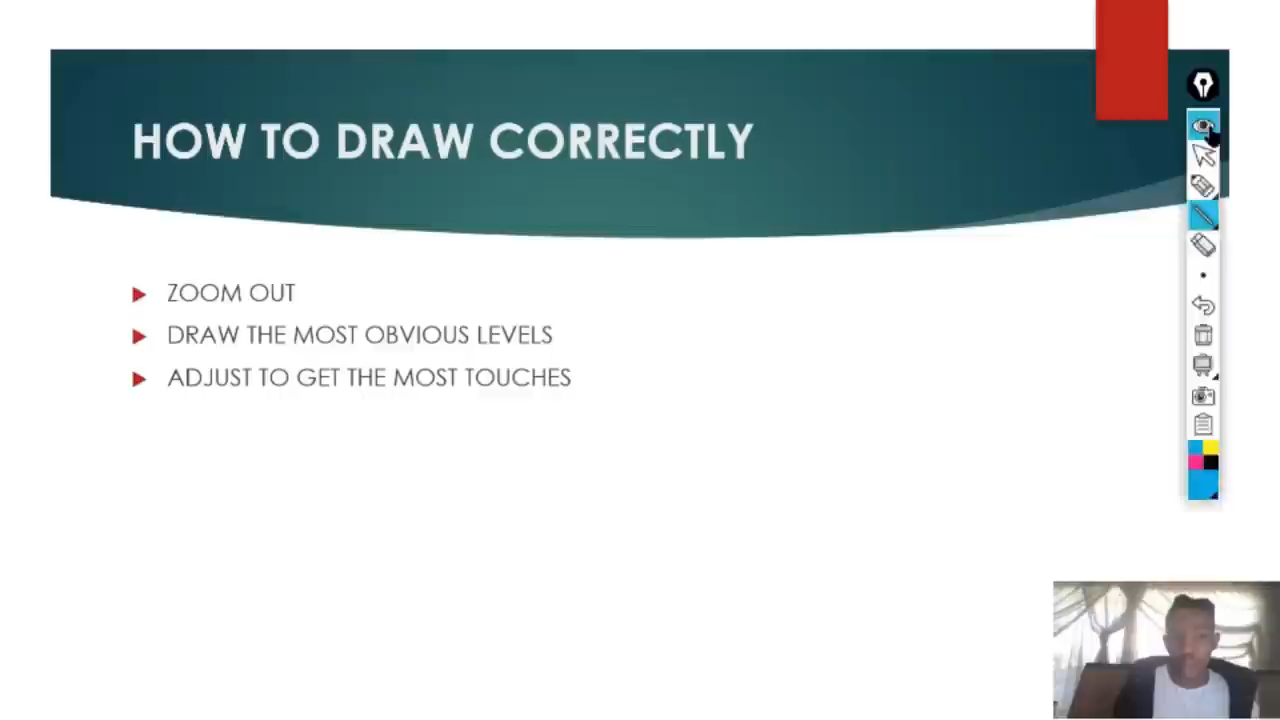 HOW TO DRAW CORRECTLY
ZOOM OUT
DRAW THE MOST OBVIOUS LEVELS
ADJUST TO GET THE MOST TOUCHES